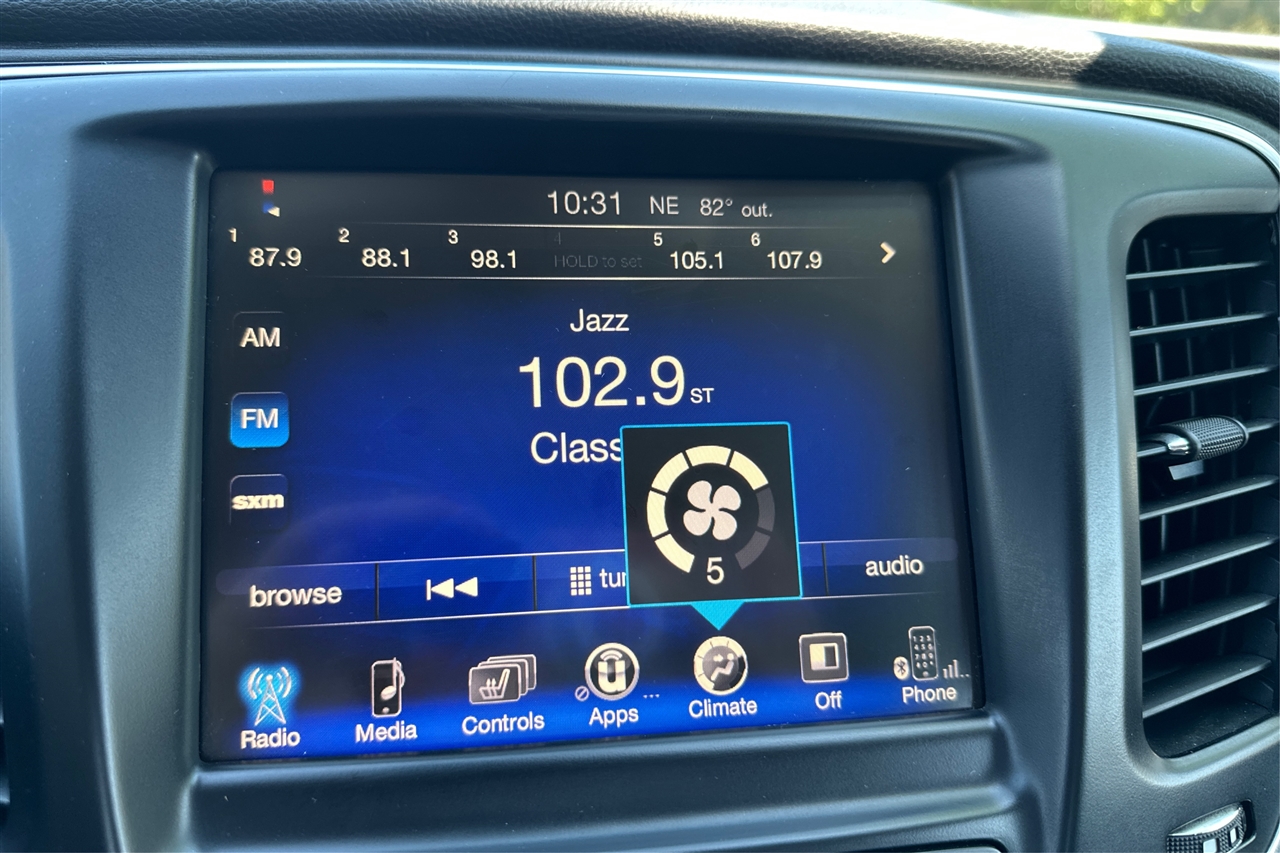 10:31 NE 82° out.
1 87.9 2 88.1 3 98.1 HOLD to set 5 105.1 6 107.9
AM
Jazz
102.9 ST
FM
Class
sxm
5
browse tun audio
Radio Media Controls Apps Climate Off Phone